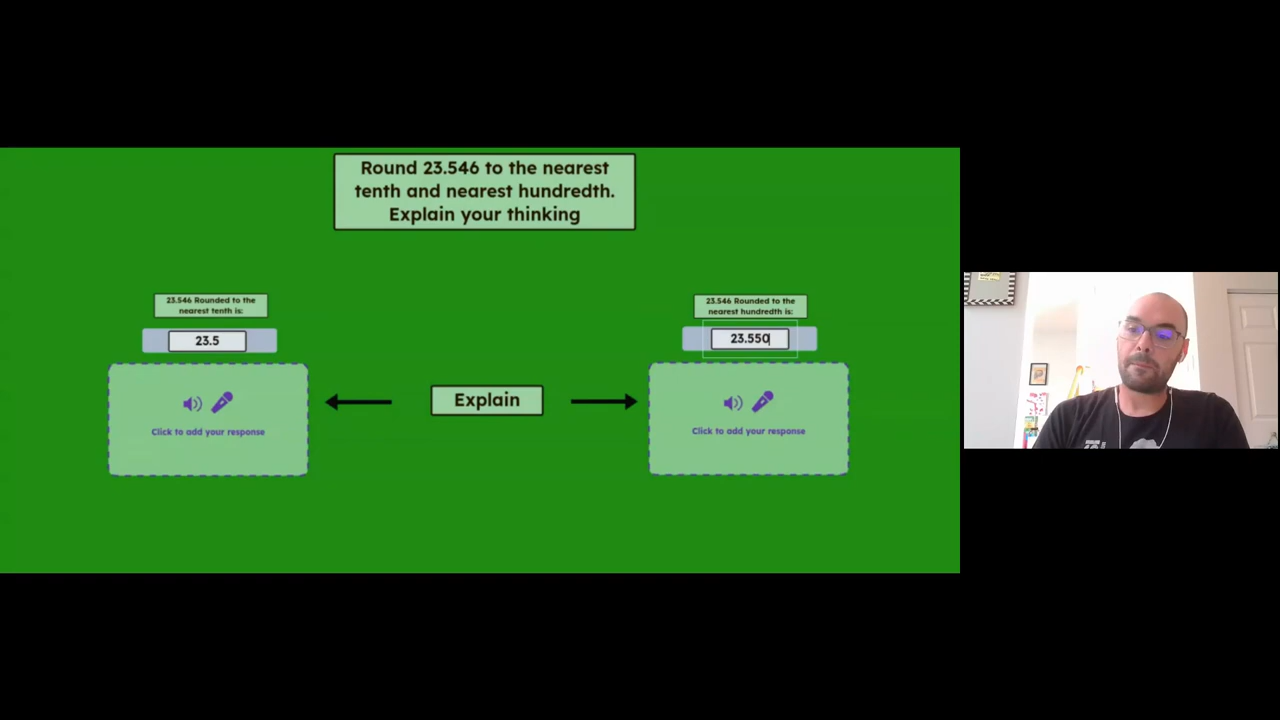 Round 23.546 to the nearest
tenth and nearest hundredth.
Explain your thinking
23.546 Rounded to the
nearest tenth is:
23.5
Click to add your response
Explain
23.546 Rounded to the
nearest hundredth is:
23.550
Click to add your response